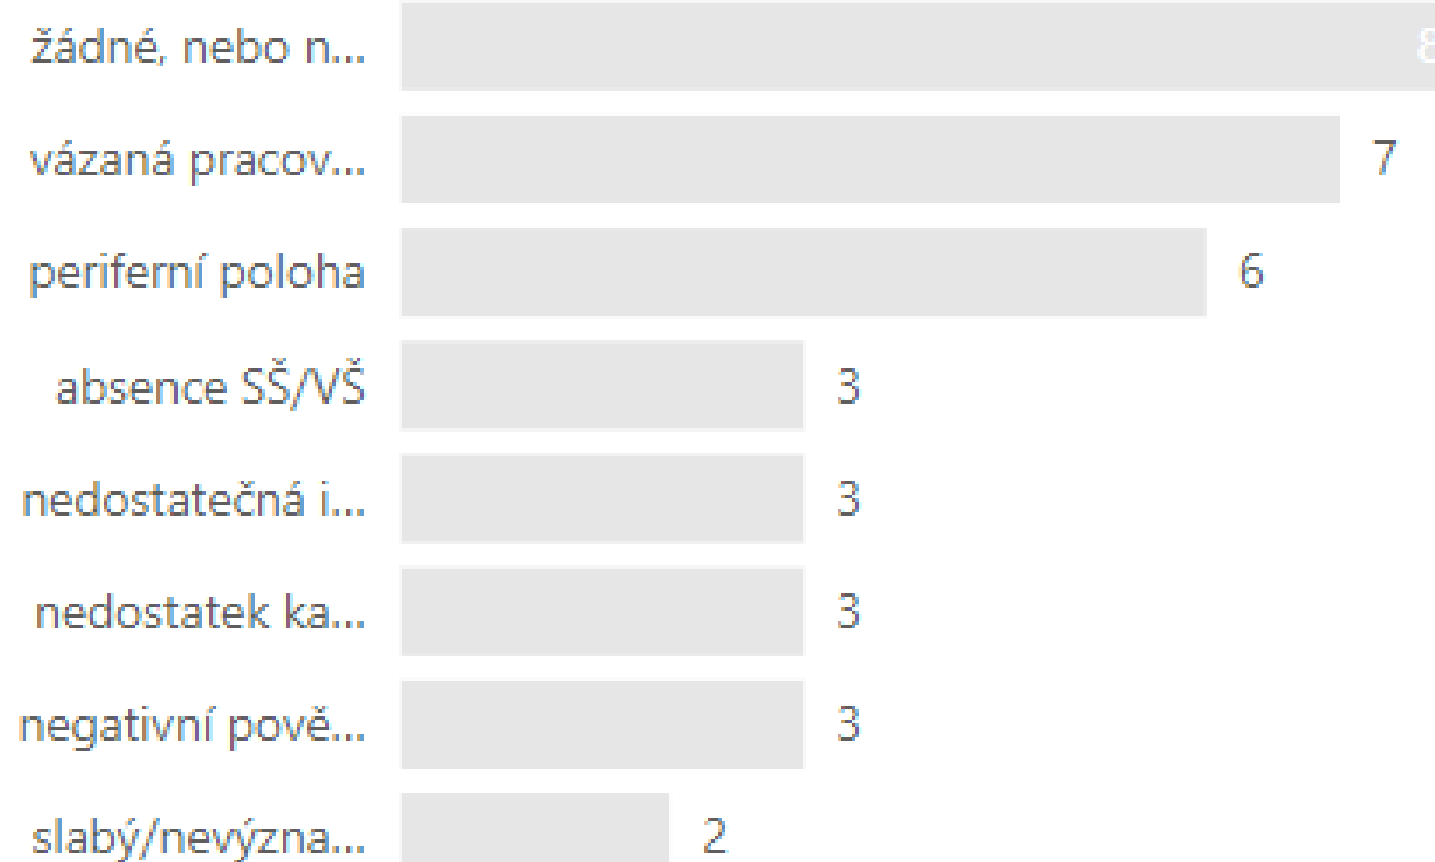 žádné, nebo n... 8
vázaná pracov... 7
periferní poloha 6
absence SŠ/VŠ 3
nedostatečná i... 3
nedostatek ka... 3
negativní pově... 3
slabý/nevýzna... 2